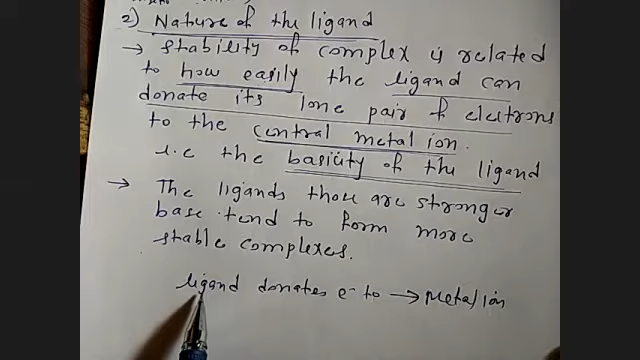 2) Nature of the ligand
→ Stability of complex is related
to how easily the ligand can
donate its lone pair of electrons
to the central metal ion.
i.e the basicity of the ligand
→ The ligands those are stronger
base tend to form more
stable complexes.
ligand donates e⁻ to → Metal ion